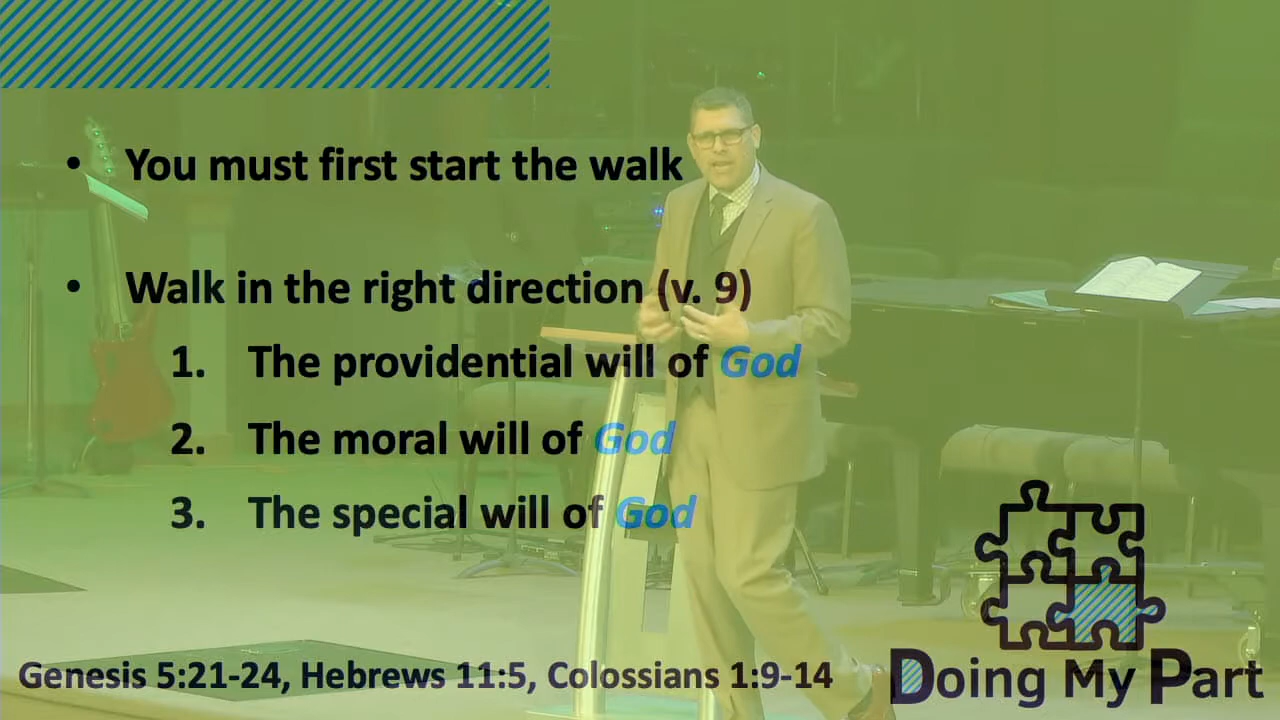 • You must first start the walk
• Walk in the right direction (v. 9)
1. The providential will of God
2. The moral will of God
3. The special will of God
Genesis 5:21-24, Hebrews 11:5, Colossians 1:9-14
Doing My Part